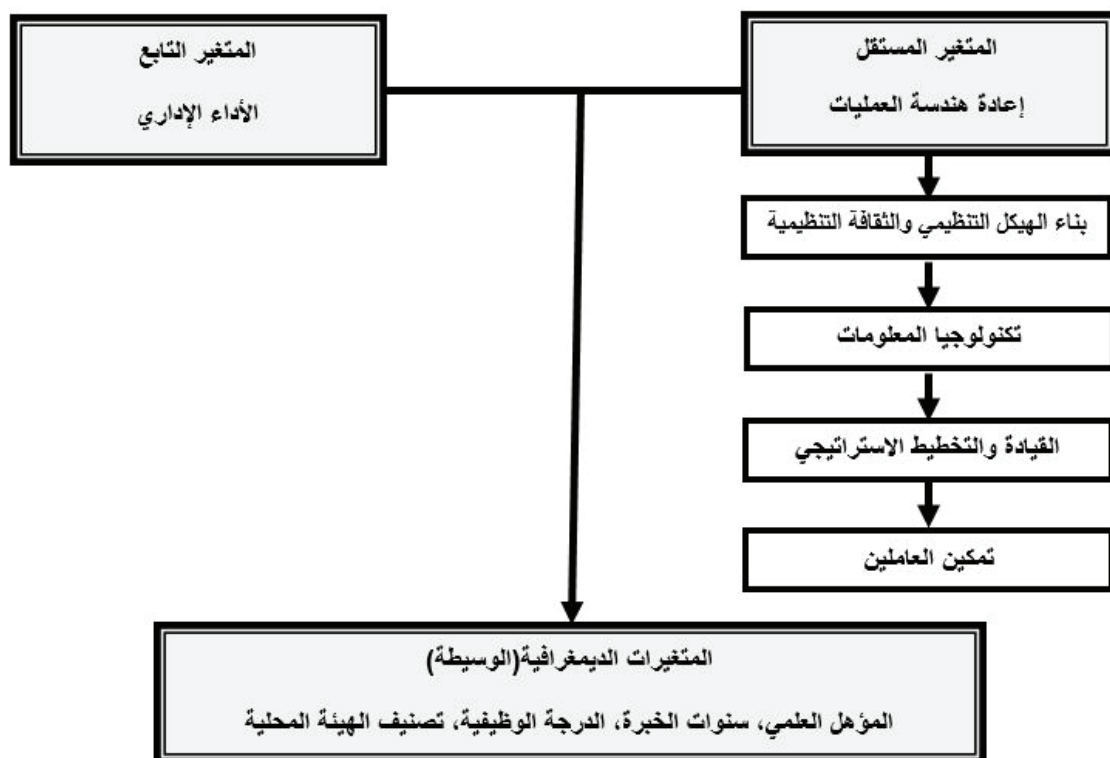 المتغير المستقل
إعادة هندسة العمليات
المتغير التابع
الأداء الإداري
بناء الهيكل التنظيمي والثقافة التنظيمية
تكنولوجيا المعلومات
القيادة والتخطيط الاستراتيجي
تمكين العاملين
المتغيرات الديمغرافية(الوسيطة)
المؤهل العلمي، سنوات الخبرة، الدرجة الوظيفية، تصنيف الهيئة المحلية